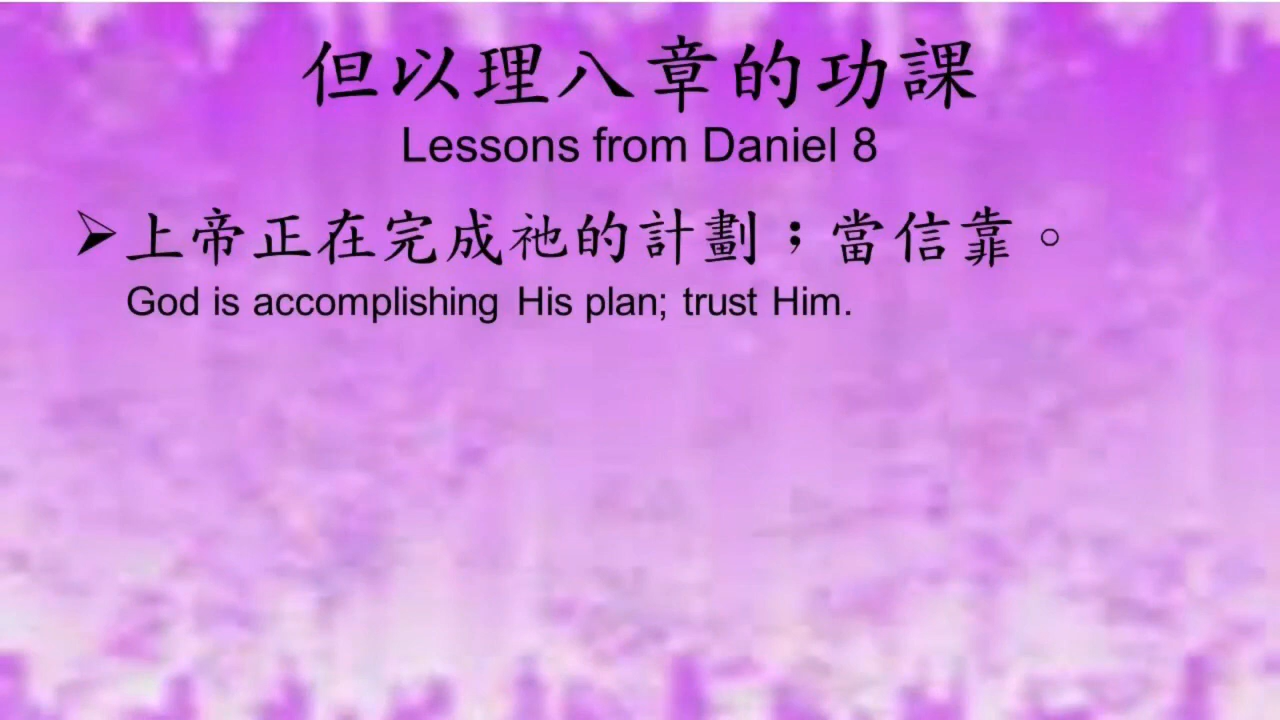 但以理八章的功課
Lessons from Daniel 8
➢上帝正在完成祂的計劃；當信靠。
God is accomplishing His plan; trust Him.